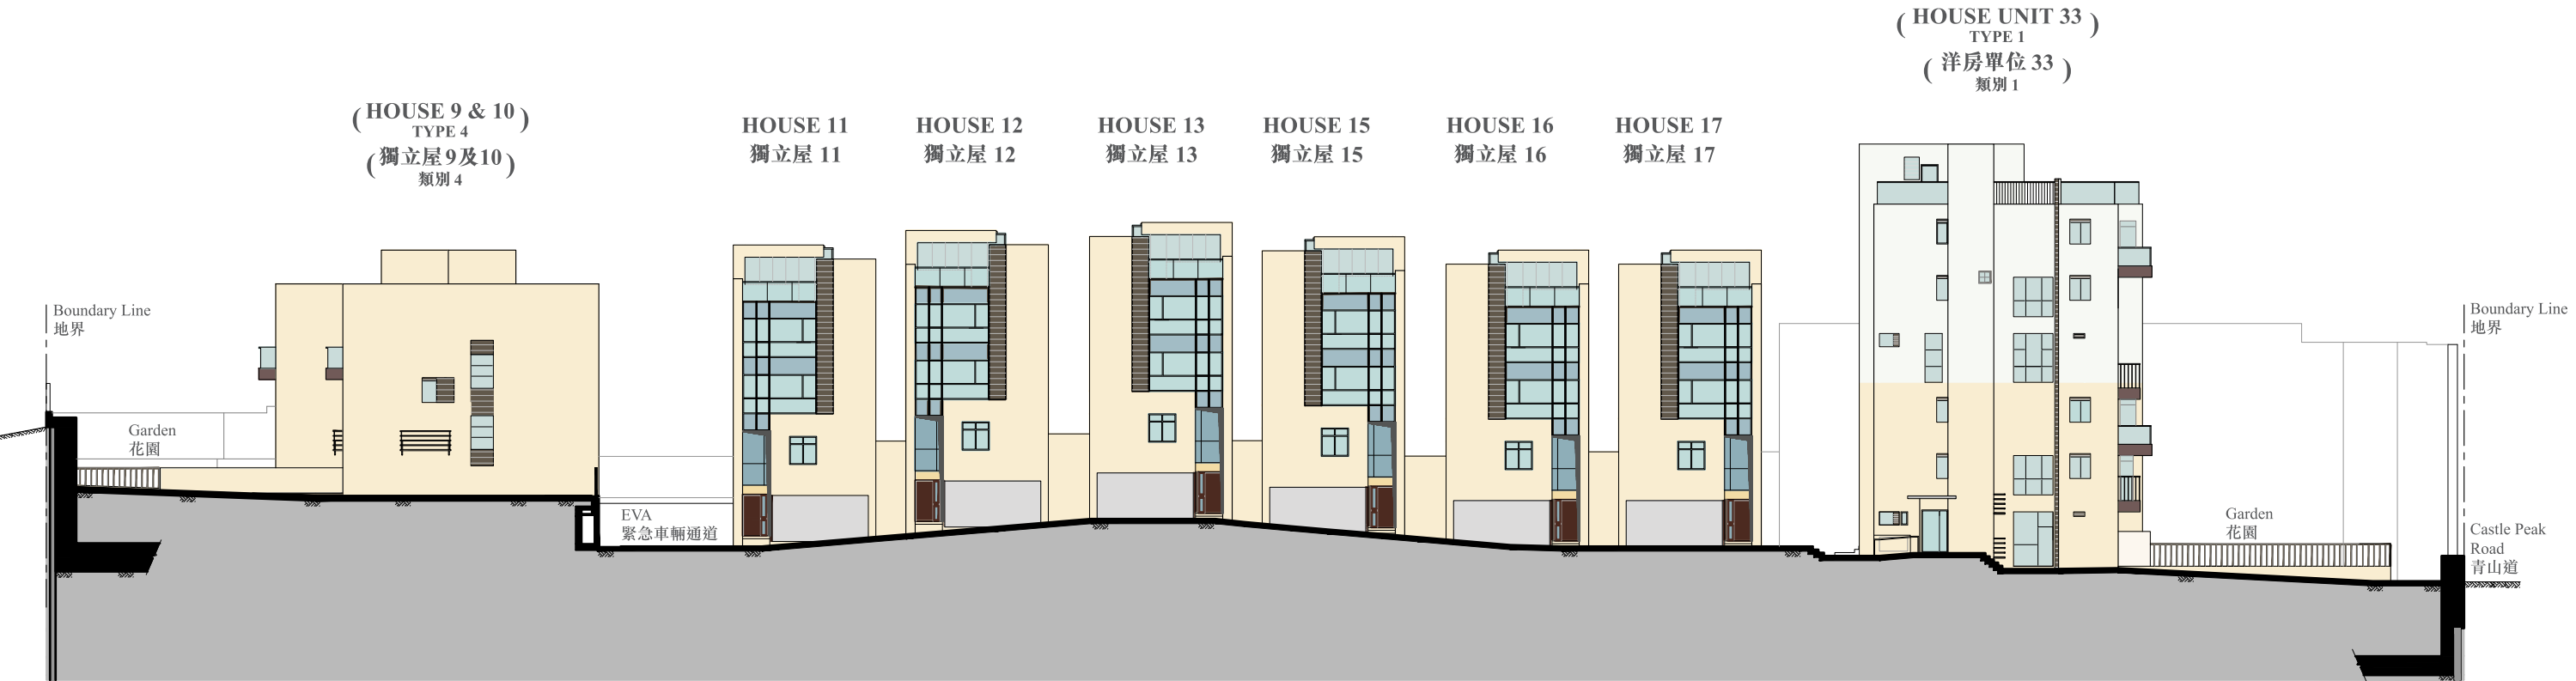 ( HOUSE UNIT 33 )
TYPE 1
( 洋房單位 33 )
類別 1
( HOUSE 9 & 10 )
TYPE 4
( 獨立屋 9 及 10 )
類別 4
HOUSE 11
獨立屋 11
HOUSE 12
獨立屋 12
HOUSE 13
獨立屋 13
HOUSE 15
獨立屋 15
HOUSE 16
獨立屋 16
HOUSE 17
獨立屋 17
Boundary Line
地界
Boundary Line
地界
Garden
花園
EVA
緊急車輛通道
Garden
花園
Castle Peak
Road
青山道